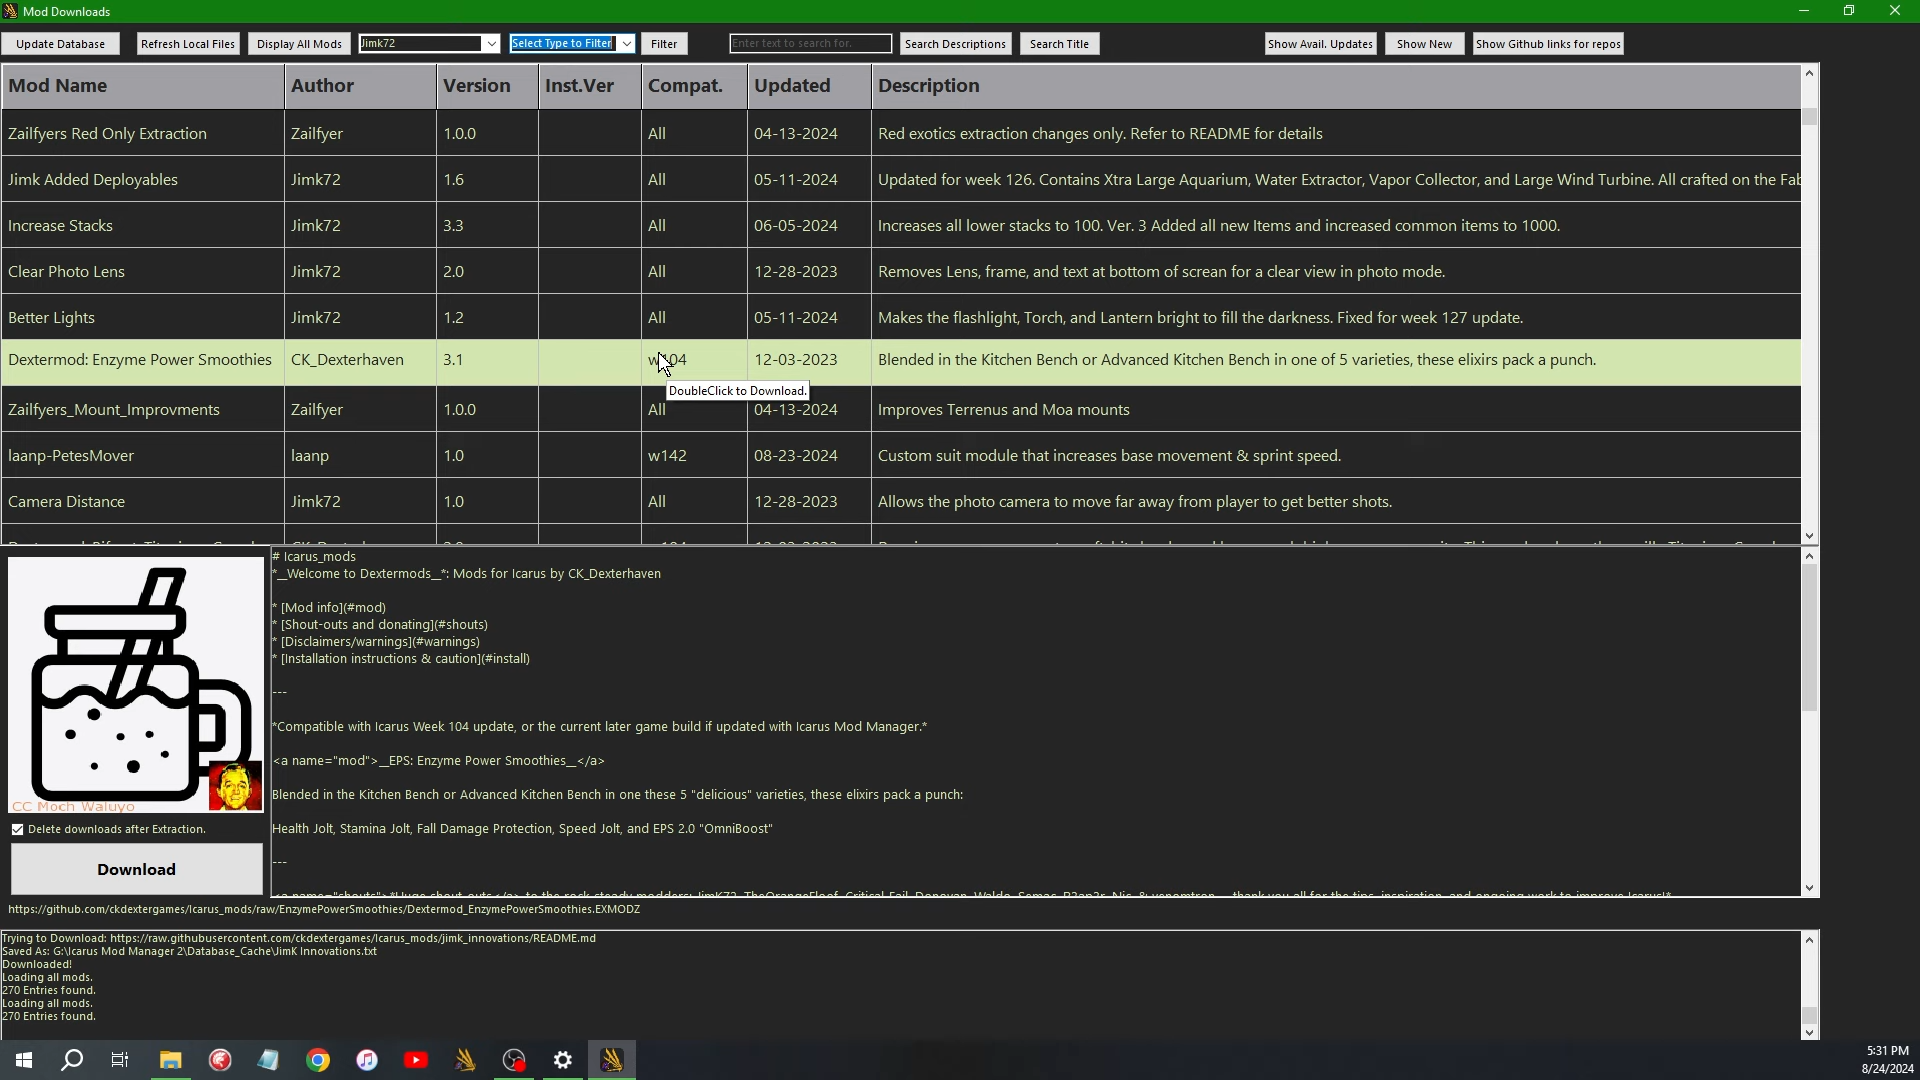 Mod Downloads
Update Database Refresh Local Files Display All Mods Jimk72 Select Type to Filter Filter Enter text to search for. Search Descriptions Search Title Show Avail. Updates Show New Show Github links for repos
Mod Name Author Version Inst.Ver Compat. Updated Description
Zailfyers Red Only Extraction Zailfyer 1.0.0 All 04-13-2024 Red exotics extraction changes only. Refer to README for details
Jimk Added Deployables Jimk72 1.6 All 05-11-2024 Updated for week 126. Contains Xtra Large Aquarium, Water Extractor, Vapor Collector, and Large Wind Turbine. All crafted on the Fab
Increase Stacks Jimk72 3.3 All 06-05-2024 Increases all lower stacks to 100. Ver. 3 Added all new Items and increased common items to 1000.
Clear Photo Lens Jimk72 2.0 All 12-28-2023 Removes Lens, frame, and text at bottom of screan for a clear view in photo mode.
Better Lights Jimk72 1.2 All 05-11-2024 Makes the flashlight, Torch, and Lantern bright to fill the darkness. Fixed for week 127 update.
Dextermod: Enzyme Power Smoothies CK_Dexterhaven 3.1 w104 12-03-2023 Blended in the Kitchen Bench or Advanced Kitchen Bench in one of 5 varieties, these elixirs pack a punch.
DoubleClick to Download.
Zailfyers_Mount_Improvments Zailfyer 1.0.0 All 04-13-2024 Improves Terrenus and Moa mounts
laanp-PetesMover laanp 1.0 w142 08-23-2024 Custom suit module that increases base movement & sprint speed.
Camera Distance Jimk72 1.0 All 12-28-2023 Allows the photo camera to move far away from player to get better shots.
# Icarus_mods
*__Welcome to Dextermods__*: Mods for Icarus by CK_Dexterhaven
* [Mod info](#mod)
* [Shout-outs and donating](#shouts)
* [Disclaimers/warnings](#warnings)
* [Installation instructions & caution](#install)
---
*Compatible with Icarus Week 104 update, or the current later game build if updated with Icarus Mod Manager.*
<a name="mod">__EPS: Enzyme Power Smoothies__</a>
Blended in the Kitchen Bench or Advanced Kitchen Bench in one these 5 "delicious" varieties, these elixirs pack a punch:
Health Jolt, Stamina Jolt, Fall Damage Protection, Speed Jolt, and EPS 2.0 "OmniBoost"
---
CC Moch Waluyo
Delete downloads after Extraction.
Download
https://github.com/ckdextergames/Icarus_mods/raw/EnzymePowerSmoothies/Dextermod_EnzymePowerSmoothies.EXMODZ
Trying to Download: https://raw.githubusercontent.com/ckdextergames/Icarus_mods/jimk_innovations/README.md
Saved As: G:\Icarus Mod Manager 2\Database_Cache\JimK Innovations.txt
Downloaded!
Loading all mods.
270 Entries found.
Loading all mods.
270 Entries found.
5:31 PM
8/24/2024